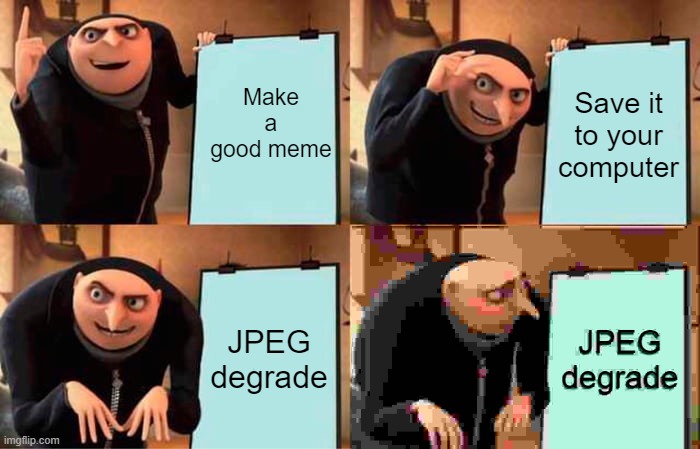 Make
a
good meme
Save it
to your
computer
JPEG
degrade
JPEG
degrade
imgflip.com